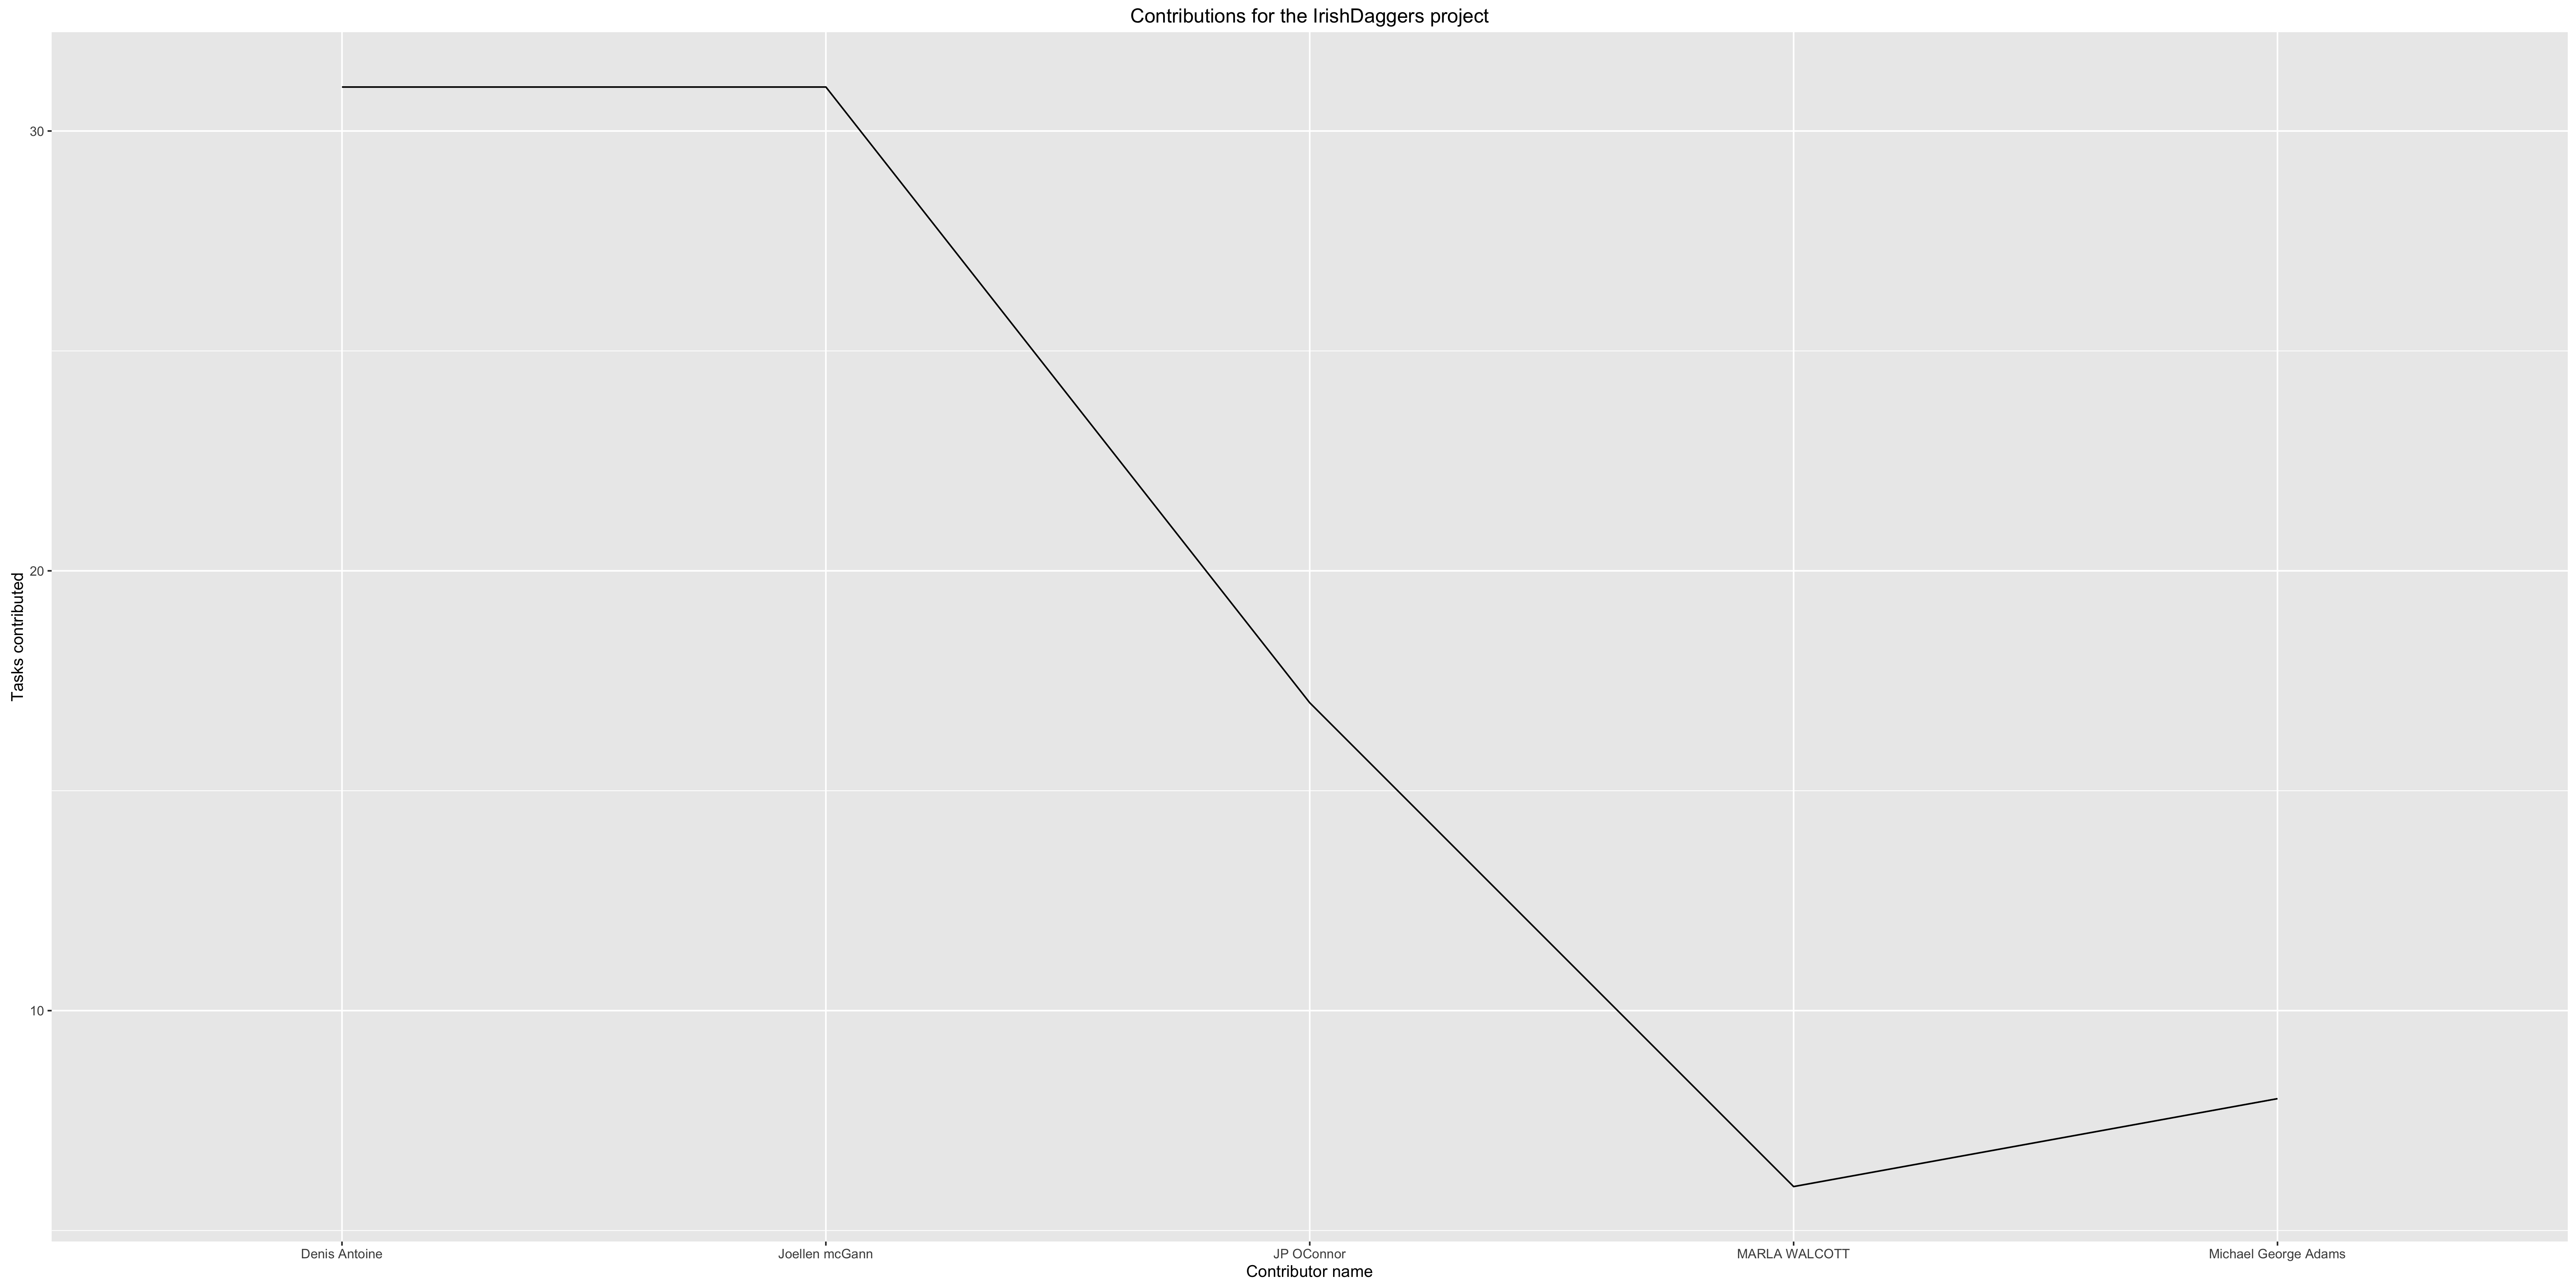 Contributions for the IrishDaggers project
Tasks contributed
30
20
10
Denis Antoine
Joellen mcGann
JP OConnor
MARLA WALCOTT
Michael George Adams
Contributor name